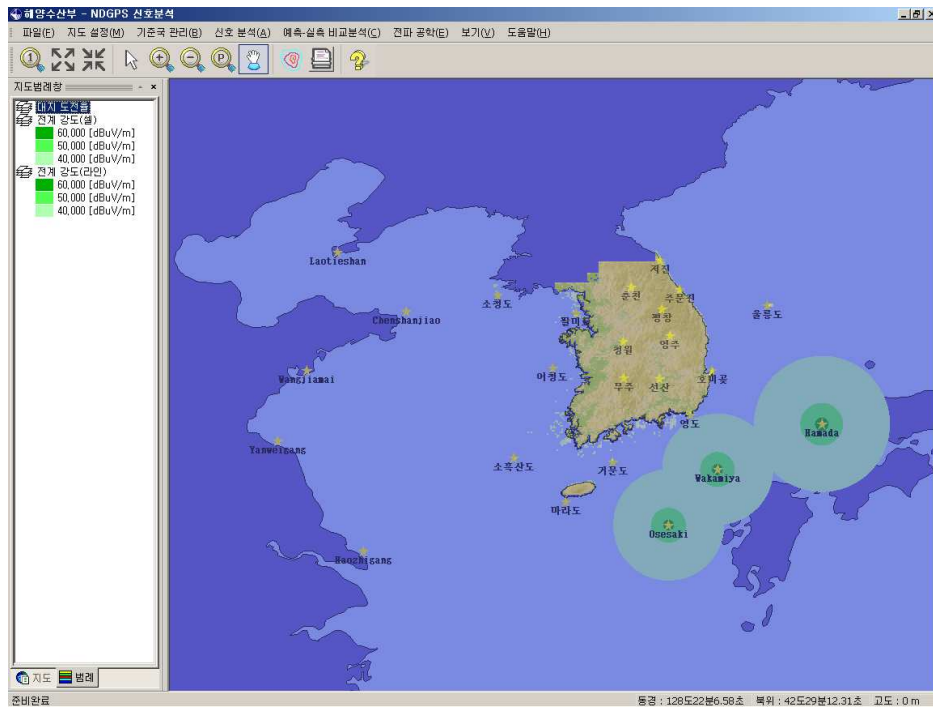 해양수산부 - NDGPS 신호분석
파일(F) 지도 설정(M) 기준국 관리(B) 신호 분석(A) 예측-실측 비교분석(C) 전파 공학(E) 보기(V) 도움말(H)
지도범례창
대지 도전율
전계 강도(셀)
60,000 [dBuV/m]
50,000 [dBuV/m]
40,000 [dBuV/m]
전계 강도(라인)
60,000 [dBuV/m]
50,000 [dBuV/m]
40,000 [dBuV/m]
Laotieshan
저진
소청도
춘천
주문진
Chenshanjiao
팔미도
평창
울릉도
청원
영주
Wangjiamai
어청도
무주
선산
호미곶
영도
Hamada
Yanweigang
소흑산도
거문도
Wakamiya
마라도
Osesaki
Haozhigang
지도 범례
준비완료
동경 : 128도22분6.58초 북위 : 42도29분12.31초 고도 : 0 m